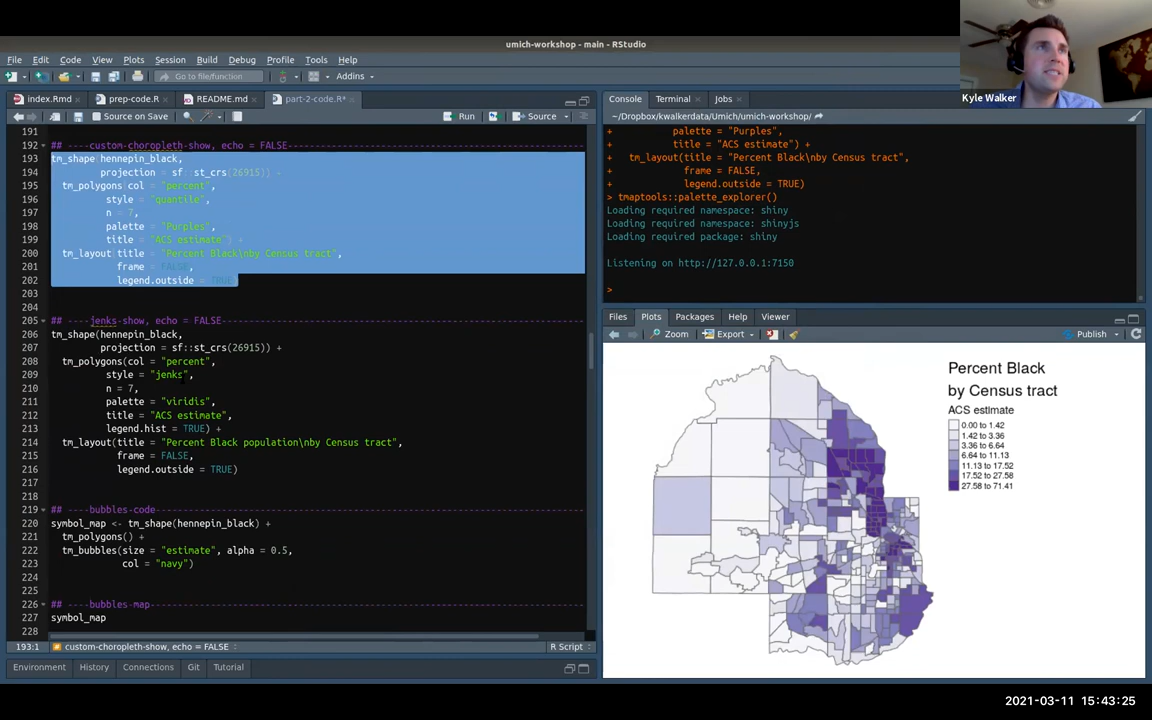 umich-workshop - main - RStudio
File Edit Code View Plots Session Build Debug Profile Tools Help
Go to file/function Addins
Kyle Walker
index.Rmd prep-code.R README.md part-2-code.R*
Source on Save Run Source
191
192 ## ----custom-choropleth-show, echo = FALSE----
193 tm_shape(hennepin_black,
194 projection = sf::st_crs(26915)) +
195 tm_polygons(col = "percent",
196 style = "quantile",
197 n = 7,
198 palette = "Purples",
199 title = "ACS estimate") +
200 tm_layout(title = "Percent Black\nby Census tract",
201 frame = FALSE,
202 legend.outside = TRUE)
203
204
205 ## ----jenks-show, echo = FALSE----
206 tm_shape(hennepin_black,
207 projection = sf::st_crs(26915)) +
208 tm_polygons(col = "percent",
209 style = "jenks",
210 n = 7,
211 palette = "viridis",
212 title = "ACS estimate",
213 legend.hist = TRUE) +
214 tm_layout(title = "Percent Black population\nby Census tract",
215 frame = FALSE,
216 legend.outside = TRUE)
217
218
219 ## ----bubbles-code----
220 symbol_map <- tm_shape(hennepin_black) +
221 tm_polygons() +
222 tm_bubbles(size = "estimate", alpha = 0.5,
223 col = "navy")
224
225
226 ## ----bubbles-map----
227 symbol_map
228
193:1 custom-choropleth-show, echo = FALSE R Script
Environment History Connections Git Tutorial
Console Terminal Jobs
~/Dropbox/kwalkerdata/Umich/umich-workshop/
+ palette = "Purples",
+ title = "ACS estimate") +
+ tm_layout(title = "Percent Black\nby Census tract",
+ frame = FALSE,
+ legend.outside = TRUE)
> tmaptools::palette_explorer()
Loading required namespace: shiny
Loading required namespace: shinyjs
Loading required package: shiny
Listening on http://127.0.0.1:7150
>
Files Plots Packages Help Viewer
Zoom Export Publish
Percent Black
by Census tract
ACS estimate
0.00 to 1.42
1.42 to 3.36
3.36 to 6.64
6.64 to 11.13
11.13 to 17.52
17.52 to 27.58
27.58 to 71.41
2021-03-11 15:43:25